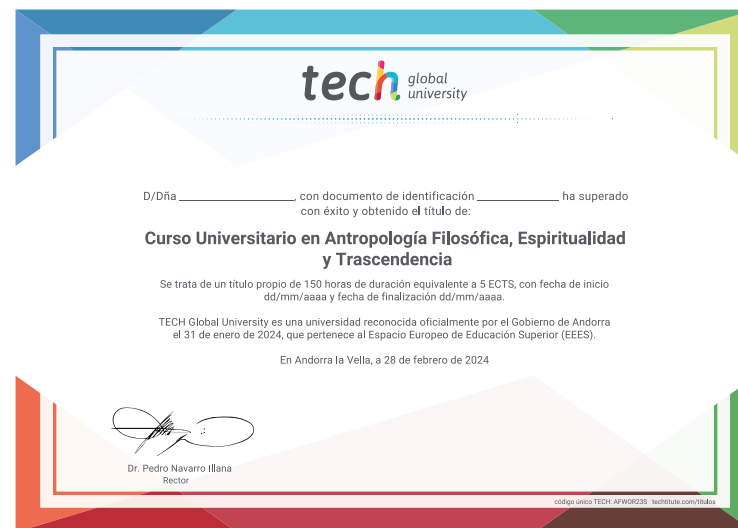 tech global university
D/Dña ______________, con documento de identificación ______________ ha superado
con éxito y obtenido el título de:
Curso Universitario en Antropología Filosófica, Espiritualidad
y Trascendencia
Se trata de un título propio de 150 horas de duración equivalente a 5 ECTS, con fecha de inicio
dd/mm/aaaa y fecha de finalización dd/mm/aaaa.
TECH Global University es una universidad reconocida oficialmente por el Gobierno de Andorra
el 31 de enero de 2024, que pertenece al Espacio Europeo de Educación Superior (EEES).
En Andorra la Vella, a 28 de febrero de 2024
Dr. Pedro Navarro Illana
Rector
código único TECH: AFWOR23S techtitute.com/titulos